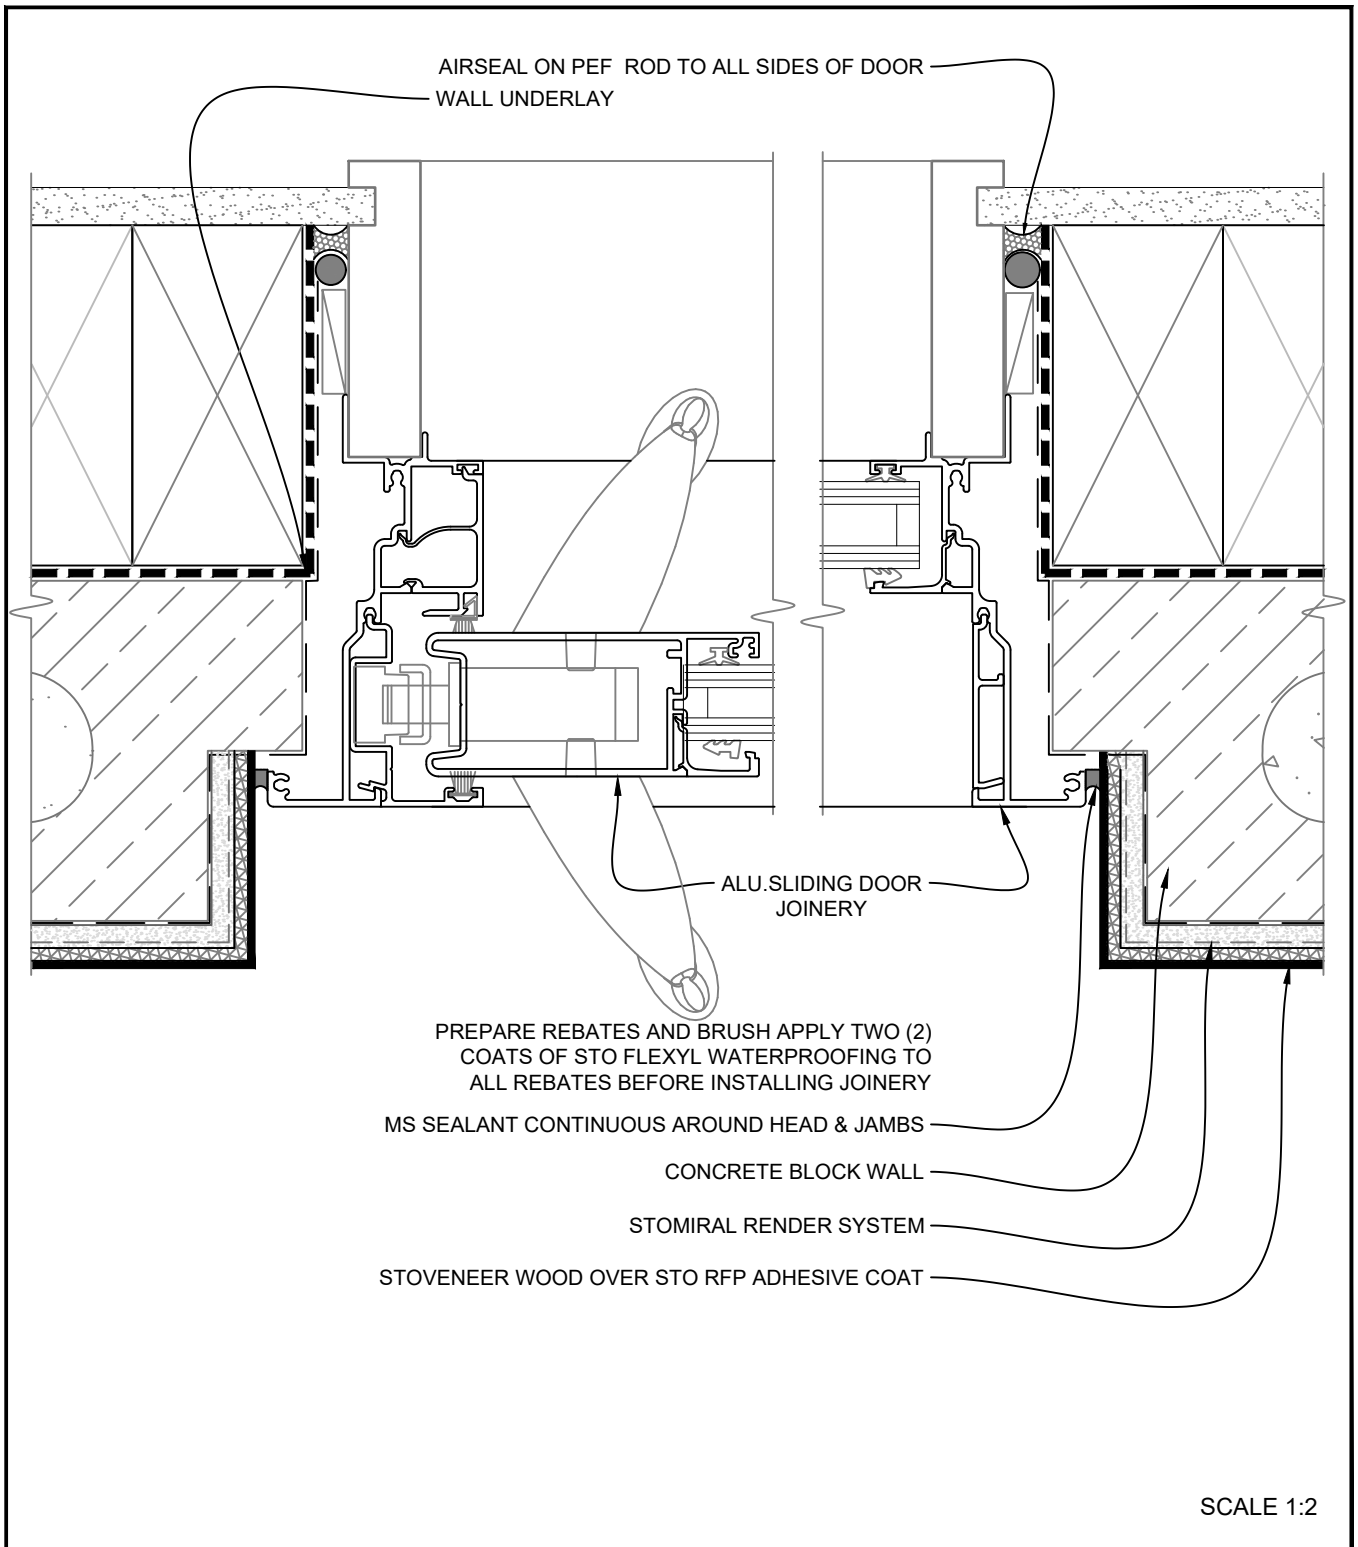 AIRSEAL ON PEF ROD TO ALL SIDES OF DOOR
WALL UNDERLAY
ALU.SLIDING DOOR
JOINERY
PREPARE REBATES AND BRUSH APPLY TWO (2)
COATS OF STO FLEXYL WATERPROOFING TO
ALL REBATES BEFORE INSTALLING JOINERY
MS SEALANT CONTINUOUS AROUND HEAD & JAMBS
CONCRETE BLOCK WALL
STOMIRAL RENDER SYSTEM
STOVENEER WOOD OVER STO RFP ADHESIVE COAT
SCALE 1:2